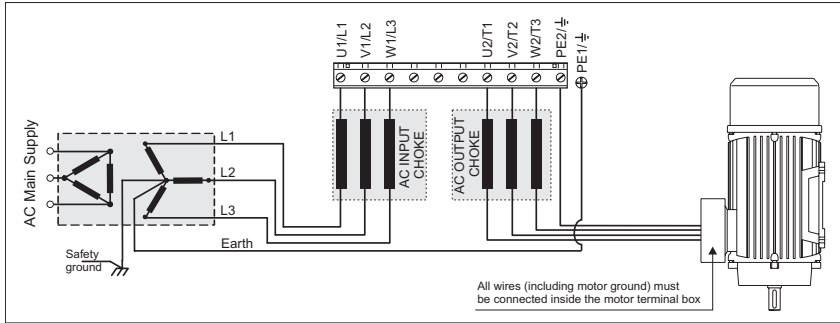 U1/L1
V1/L2
W1/L3
U2/T1
V2/T2
W2/T3
PE2/⏚
PE1/⏚
AC Main Supply
L1
L2
L3
Earth
Safety
ground
AC INPUT
CHOKE
AC OUTPUT
CHOKE
All wires (including motor ground) must
be connected inside the motor terminal box